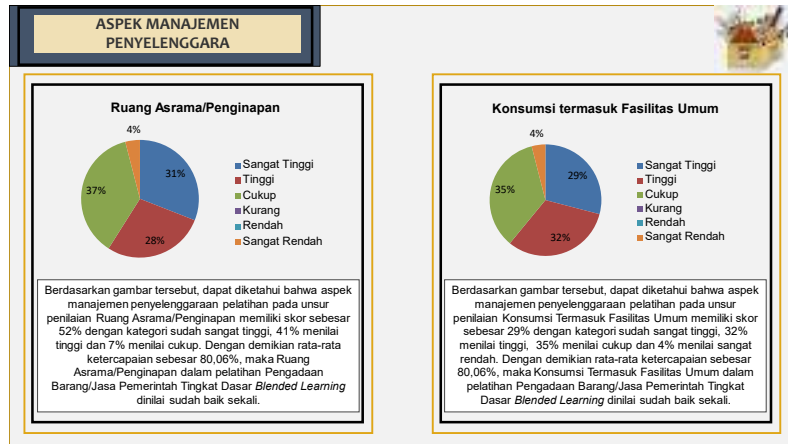 ASPEK MANAJEMEN
PENYELENGGARA
Ruang Asrama/Penginapan
4%
31%
37%
28%
Sangat Tinggi
Tinggi
Cukup
Kurang
Rendah
Sangat Rendah
Berdasarkan gambar tersebut, dapat diketahui bahwa aspek
manajemen penyelenggaraan pelatihan pada unsur
penilaian Ruang Asrama/Penginapan memiliki skor sebesar
52% dengan kategori sudah sangat tinggi, 41% menilai
tinggi dan 7% menilai cukup. Dengan demikian rata-rata
ketercapaian sebesar 80,06%, maka Ruang
Asrama/Penginapan dalam pelatihan Pengadaan
Barang/Jasa Pemerintah Tingkat Dasar Blended Learning
dinilai sudah baik sekali.
Konsumsi termasuk Fasilitas Umum
4%
29%
35%
32%
Sangat Tinggi
Tinggi
Cukup
Kurang
Rendah
Sangat Rendah
Berdasarkan gambar tersebut, dapat diketahui bahwa aspek
manajemen penyelenggaraan pelatihan pada unsur
penilaian Konsumsi Termasuk Fasilitas Umum memiliki skor
sebesar 29% dengan kategori sudah sangat tinggi, 32%
menilai tinggi, 35% menilai cukup dan 4% menilai sangat
rendah. Dengan demikian rata-rata ketercapaian sebesar
80,06%, maka Konsumsi Termasuk Fasilitas Umum dalam
pelatihan Pengadaan Barang/Jasa Pemerintah Tingkat
Dasar Blended Learning dinilai sudah baik sekali.